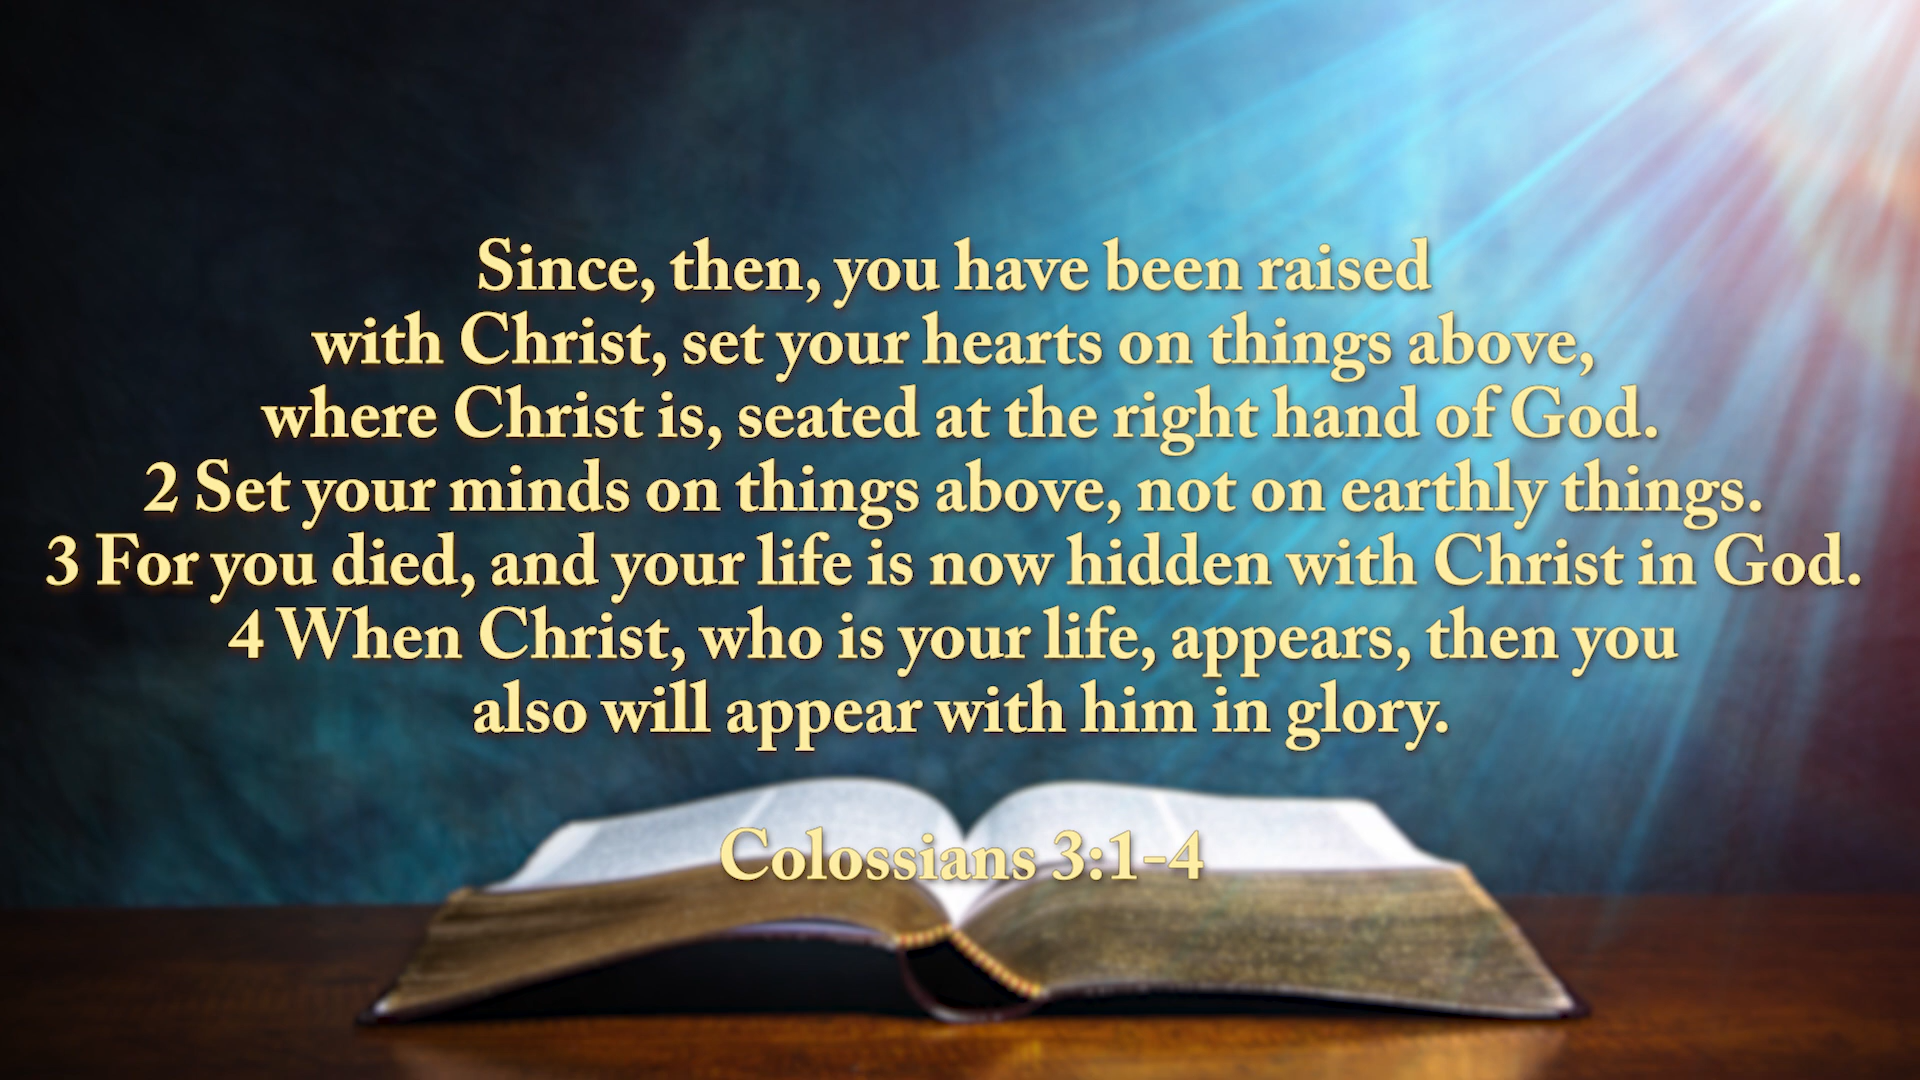 Since, then, you have been raised
with Christ, set your hearts on things above,
where Christ is, seated at the right hand of God.
2 Set your minds on things above, not on earthly things.
3 For you died, and your life is now hidden with Christ in God.
4 When Christ, who is your life, appears, then you
also will appear with him in glory.
Colossians 3:1-4